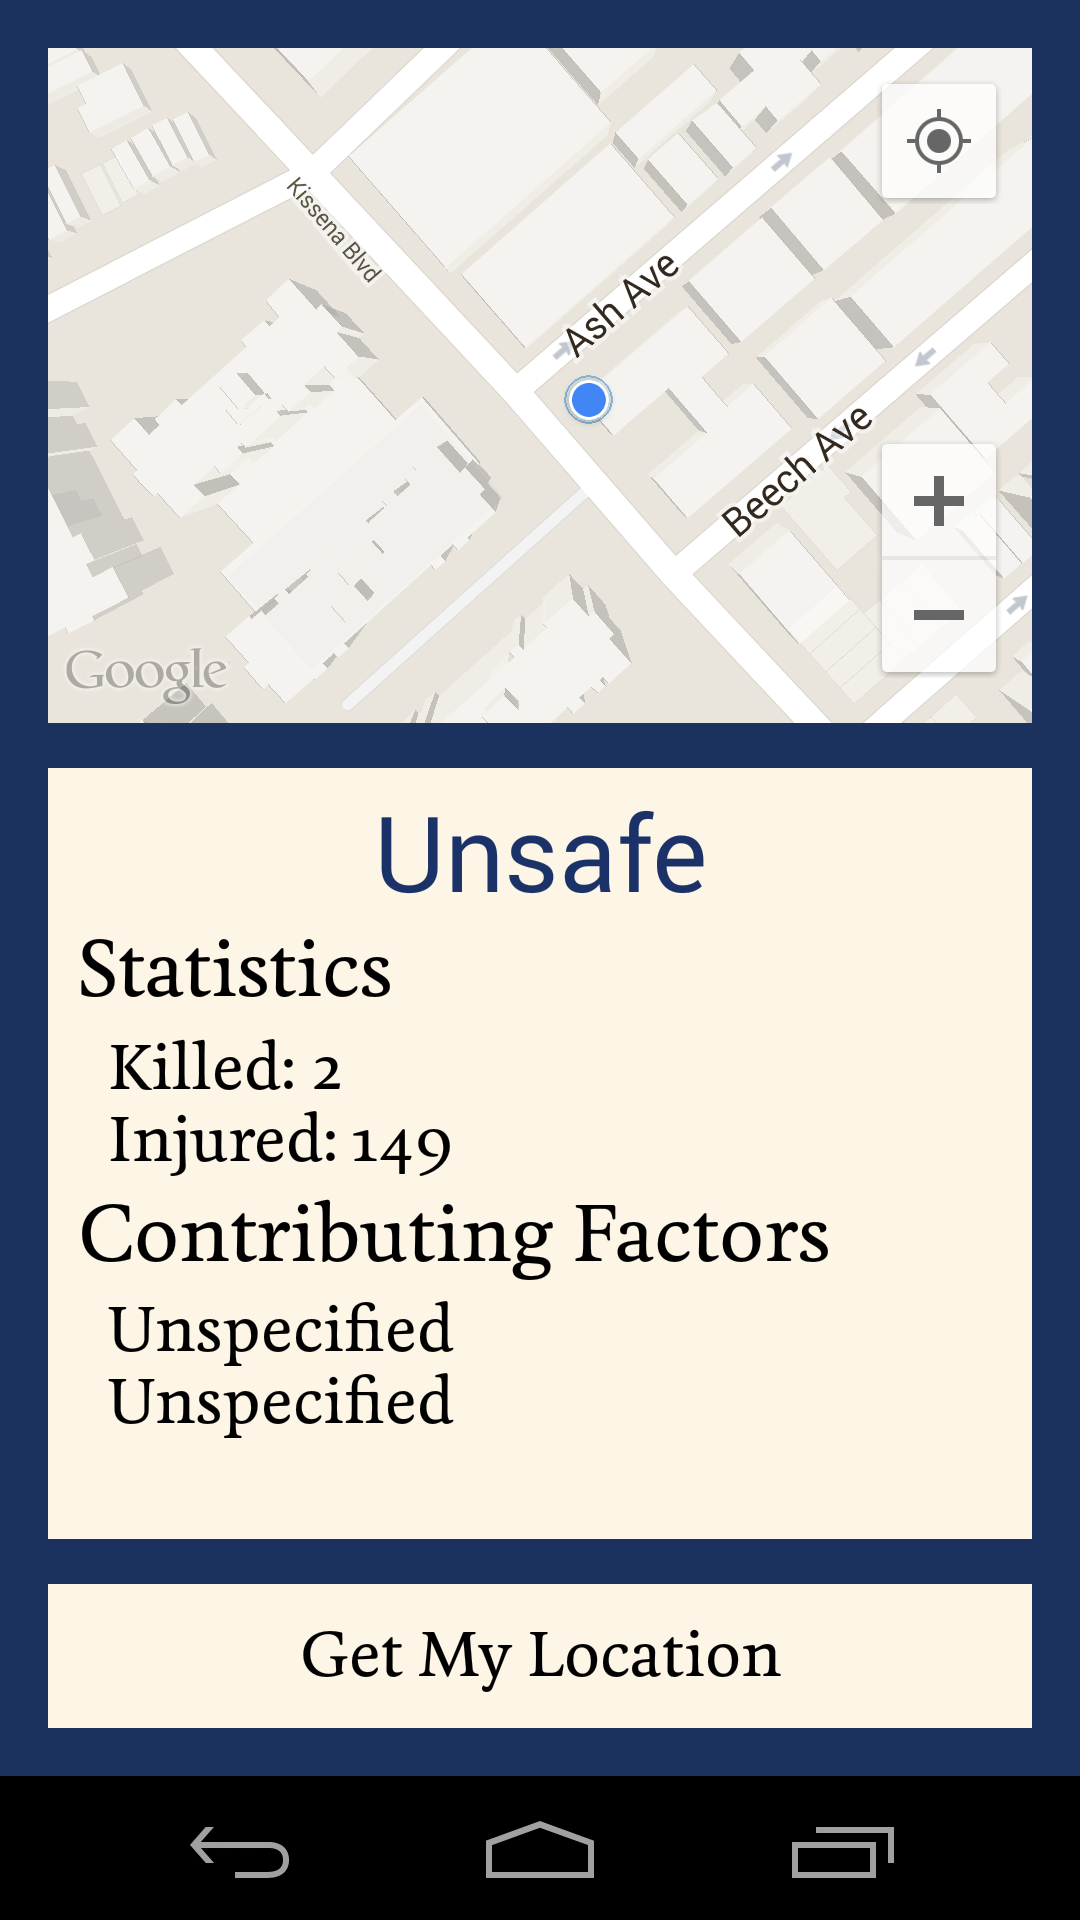 Kissena Blvd
Ash Ave
Beech Ave
Google
Unsafe
Statistics
Killed: 2
Injured: 149
Contributing Factors
Unspecified
Unspecified
Get My Location